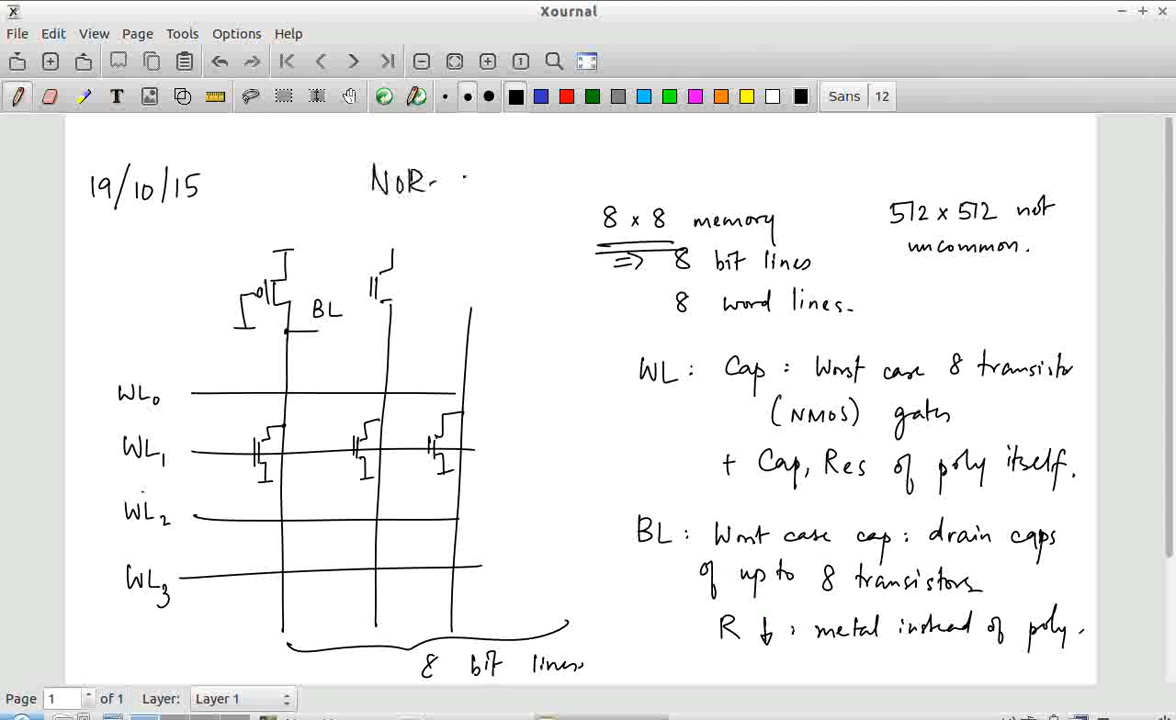 Xournal
File Edit View Page Tools Options Help
Sans 12
19/10/15
NOR-
8 x 8 memory
=> 8 bit lines
8 word lines.
512 x 512 not
uncommon.
BL
WL0
WL1
WL2
WL3
8 bit lines
WL : Cap : Worst case 8 transistor
(NMOS) gates
+ Cap, Res of poly itself.
BL : Worst case cap : drain caps
of up to 8 transistors
R ↓ : metal instead of poly.
Page 1 of 1 Layer: Layer 1